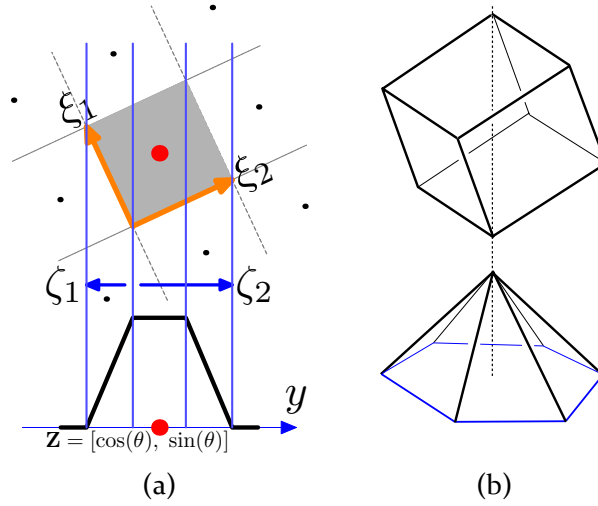 ξ1
ξ2
ζ1
ζ2
y
z = [cos(θ), sin(θ)]
(a)
(b)